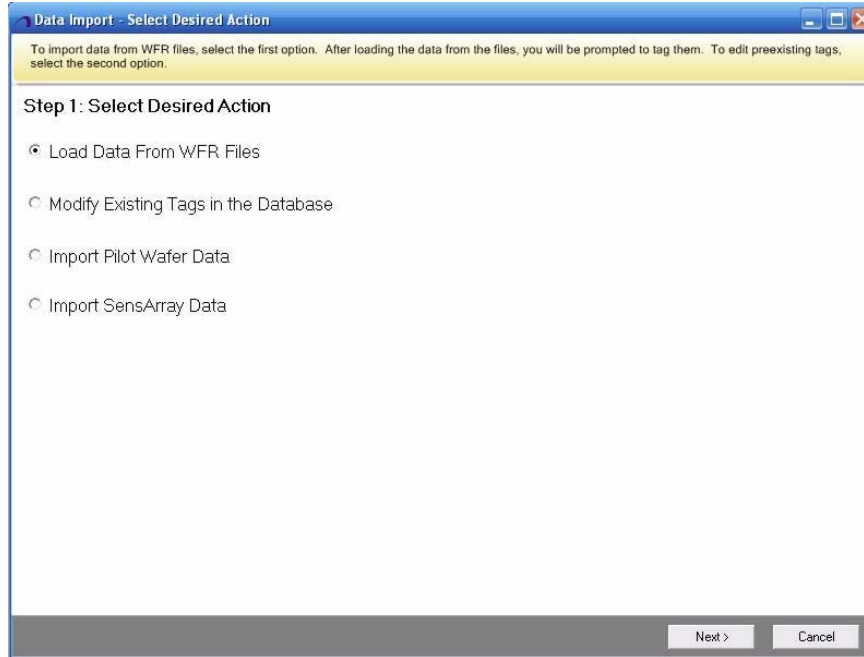 Data Import - Select Desired Action
To import data from WFR files, select the first option. After loading the data from the files, you will be prompted to tag them. To edit preexisting tags,
select the second option.
Step 1: Select Desired Action
Load Data From WFR Files
Modify Existing Tags in the Database
Import Pilot Wafer Data
Import SensArray Data
Next >
Cancel